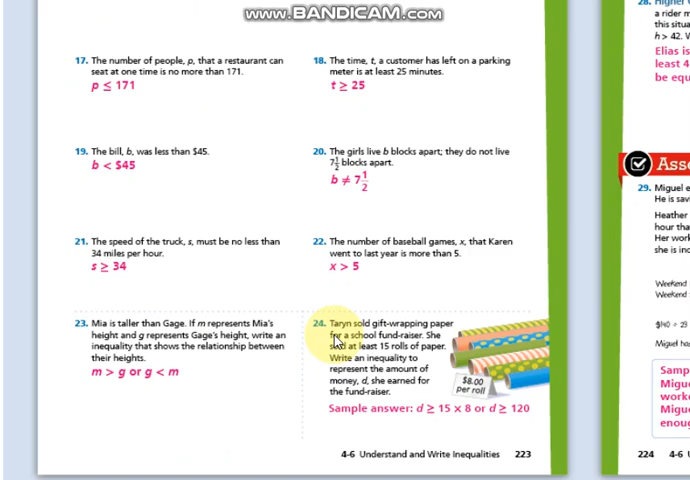 www.BANDICAM.com
17. The number of people, p, that a restaurant can
seat at one time is no more than 171.
p ≤ 171
18. The time, t, a customer has left on a parking
meter is at least 25 minutes.
t ≥ 25
19. The bill, b, was less than $45.
b < $45
20. The girls live b blocks apart; they do not live
7 1/2 blocks apart.
b ≠ 7 1/2
21. The speed of the truck, s, must be no less than
34 miles per hour.
s ≥ 34
22. The number of baseball games, x, that Karen
went to last year is more than 5.
x > 5
23. Mia is taller than Gage. If m represents Mia's
height and g represents Gage's height, write an
inequality that shows the relationship between
their heights.
m > g or g < m
24. Taryn sold gift-wrapping paper
for a school fund-raiser. She
sold at least 15 rolls of paper.
Write an inequality to
represent the amount of
money, d, she earned for
the fund-raiser.
$8.00
per roll
Sample answer: d ≥ 15 × 8 or d ≥ 120
4-6 Understand and Write Inequalities 223
28. Higher
a rider m
this situa
h > 42. V
Elias is
least 4
be equ
Asse
29. Miguel e
He is savi
Heather
hour tha
Her work
she is inc
Weekend
Weekend
$140 ÷ 23
Miguel ha
Samp
Migue
worke
Migue
enoug
224 4-6 U